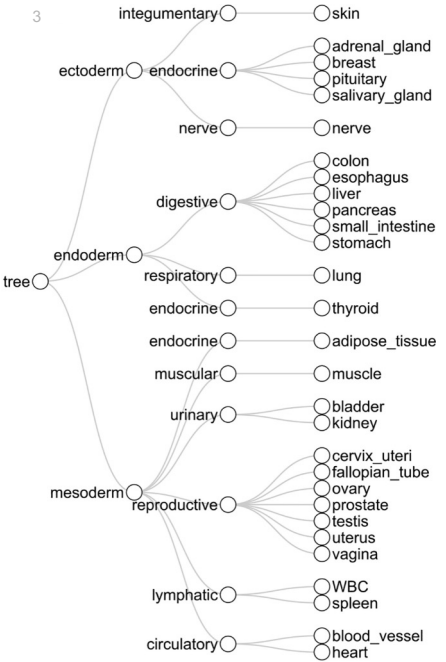 3
integumentary
skin
ectoderm
endocrine
adrenal_gland
breast
pituitary
salivary_gland
nerve
nerve
digestive
colon
esophagus
liver
pancreas
small_intestine
stomach
endoderm
respiratory
lung
tree
endocrine
thyroid
endocrine
adipose_tissue
muscular
muscle
urinary
bladder
kidney
mesoderm
reproductive
cervix_uteri
fallopian_tube
ovary
prostate
testis
uterus
vagina
lymphatic
WBC
spleen
circulatory
blood_vessel
heart